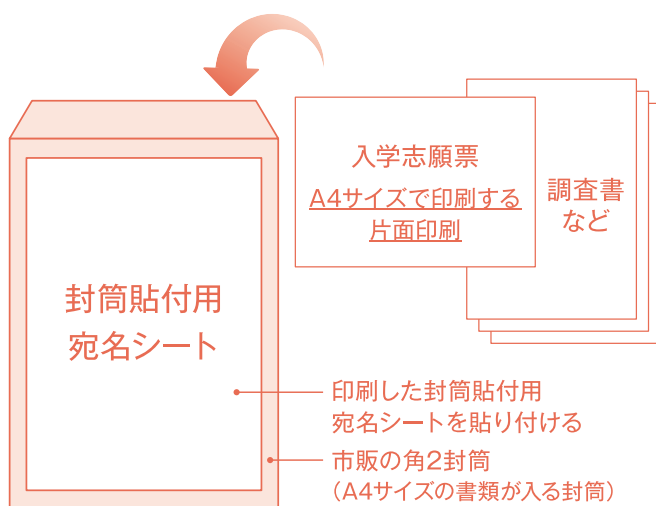 入学志願票
A4サイズで印刷する
片面印刷
調査書
など
封筒貼付用
宛名シート
印刷した封筒貼付用
宛名シートを貼り付ける
市販の角2封筒
（A4サイズの書類が入る封筒）